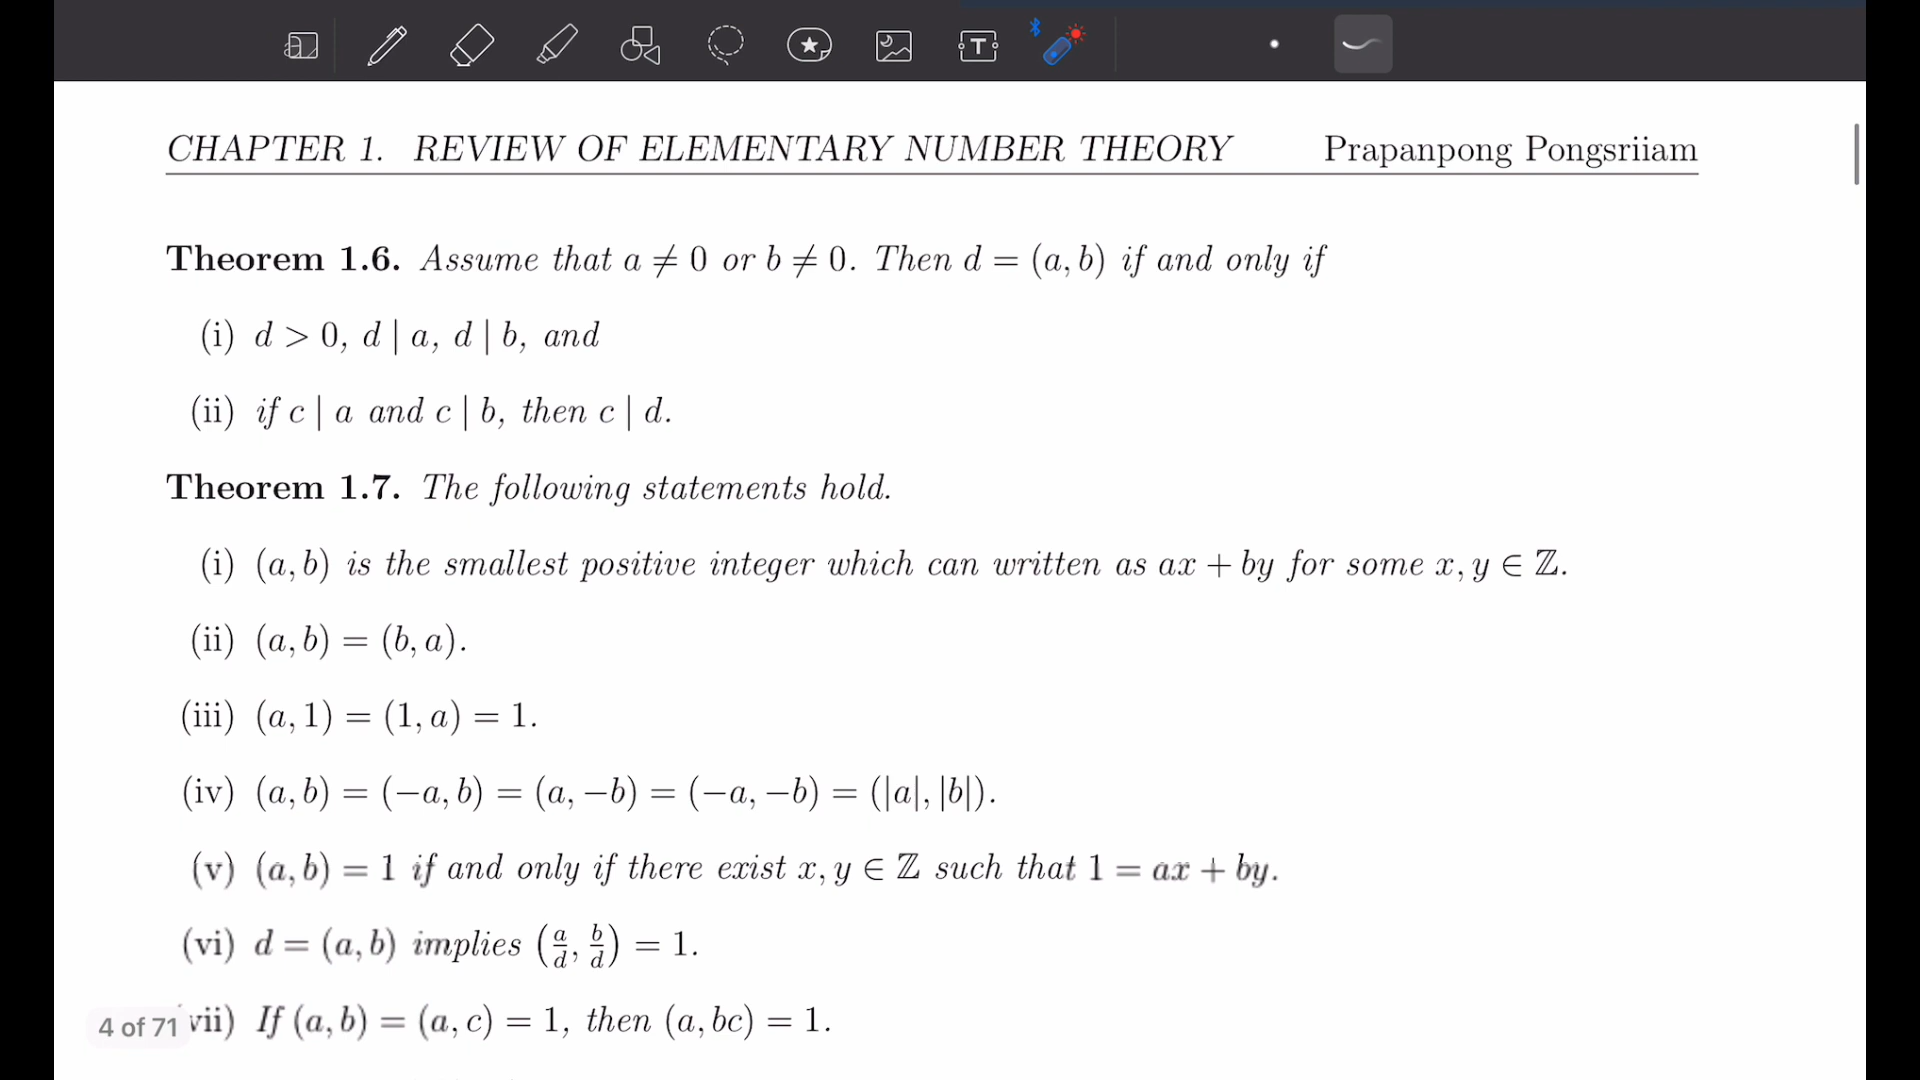 CHAPTER 1. REVIEW OF ELEMENTARY NUMBER THEORY Prapanpong Pongsriiam
Theorem 1.6. Assume that a ≠ 0 or b ≠ 0. Then d = (a, b) if and only if
(i) d > 0, d | a, d | b, and
(ii) if c | a and c | b, then c | d.
Theorem 1.7. The following statements hold.
(i) (a, b) is the smallest positive integer which can written as ax + by for some x, y ∈ ℤ.
(ii) (a, b) = (b, a).
(iii) (a, 1) = (1, a) = 1.
(iv) (a, b) = (−a, b) = (a, −b) = (−a, −b) = (|a|, |b|).
(v) (a, b) = 1 if and only if there exist x, y ∈ ℤ such that 1 = ax + by.
(vi) d = (a, b) implies (a/d, b/d) = 1.
vii) If (a, b) = (a, c) = 1, then (a, bc) = 1.
4 of 71